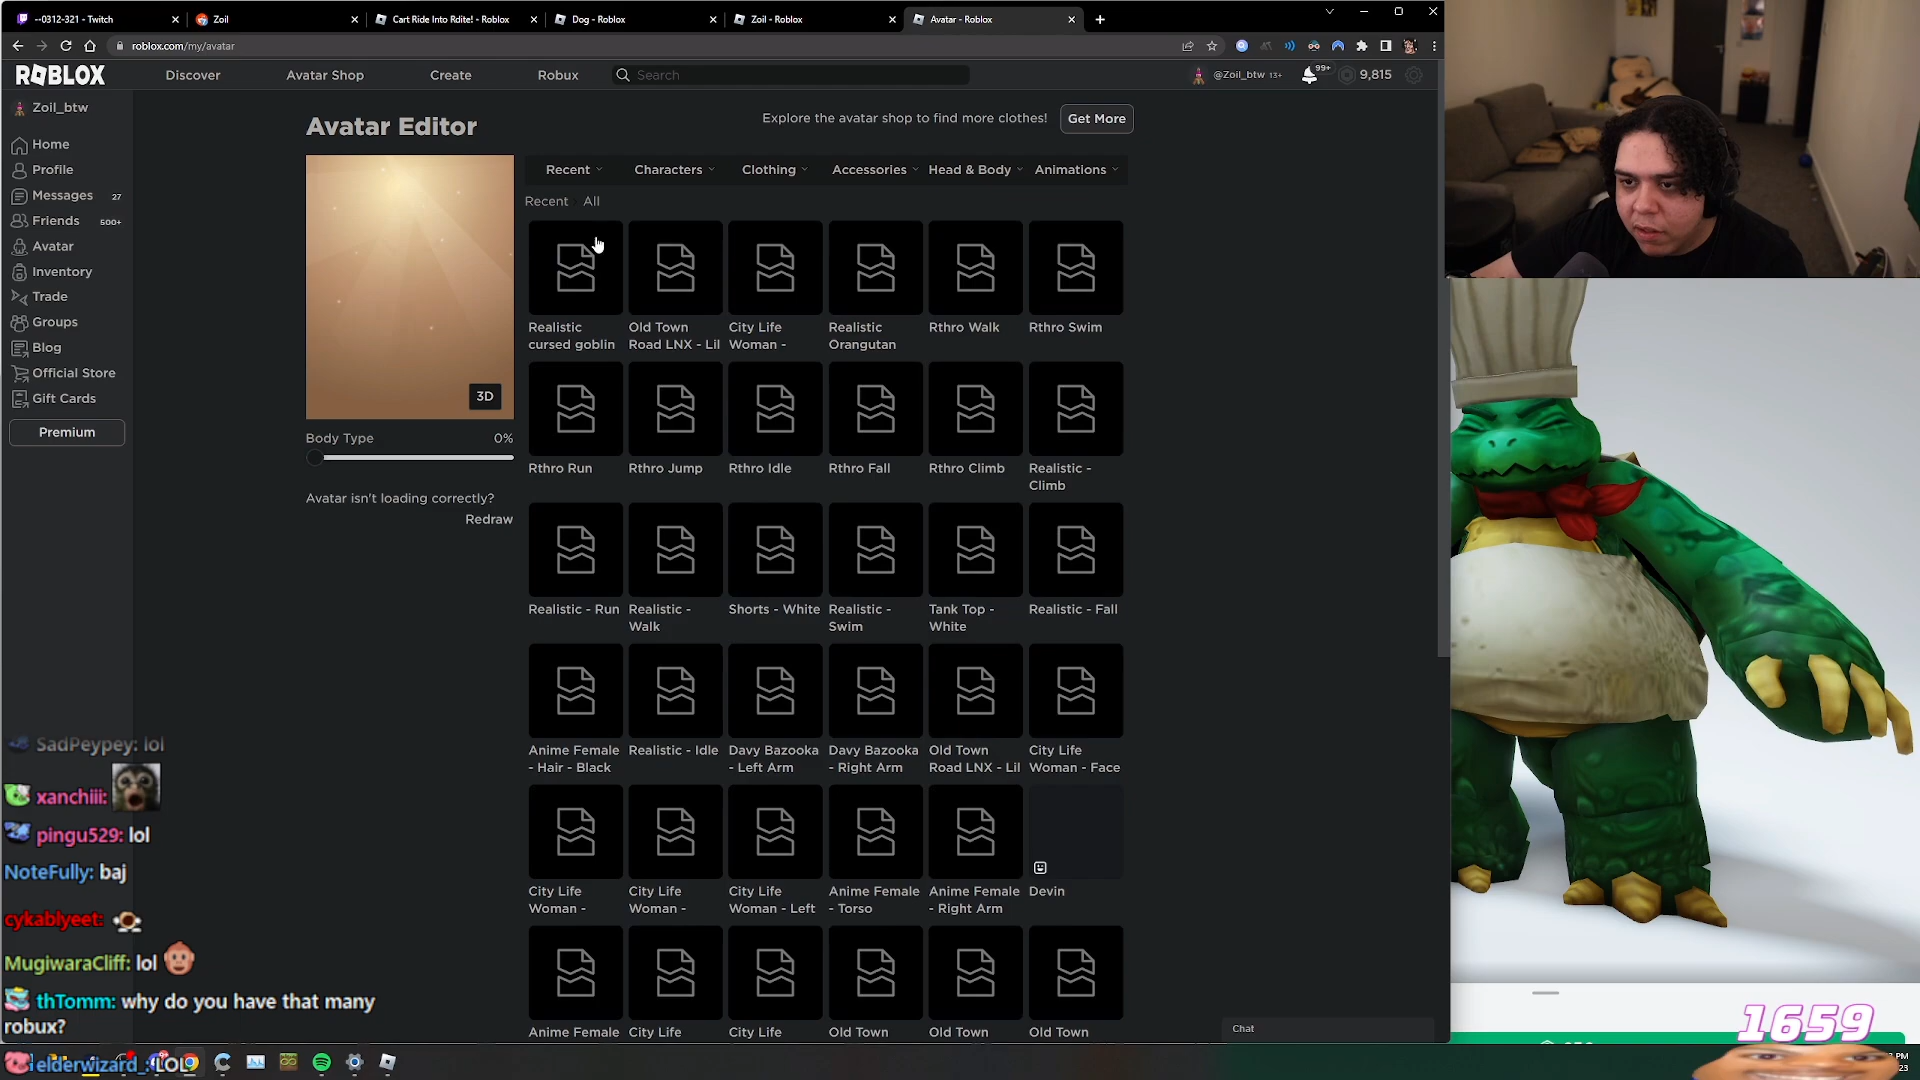 --0312-321 - Twitch
Zoil
Cart Ride Into Rdite! - Roblox
Dog - Roblox
Zoil - Roblox
Avatar - Roblox
roblox.com/my/avatar
ROBLOX
Discover
Avatar Shop
Create
Robux
Search
@Zoil_btw 13+
99+
9,815
Zoil_btw
Home
Profile
Messages 27
Friends 500+
Avatar
Inventory
Trade
Groups
Blog
Official Store
Gift Cards
Premium
Avatar Editor
Explore the avatar shop to find more clothes!
Get More
3D
Body Type 0%
Avatar isn't loading correctly?
Redraw
Recent
Characters
Clothing
Accessories
Head & Body
Animations
Recent All
Realistic cursed goblin
Old Town Road LNX - Lil
City Life Woman -
Realistic Orangutan
Rthro Walk
Rthro Swim
Rthro Run
Rthro Jump
Rthro Idle
Rthro Fall
Rthro Climb
Realistic - Climb
Realistic - Run
Realistic - Walk
Shorts - White
Realistic - Swim
Tank Top - White
Realistic - Fall
Anime Female - Hair - Black
Realistic - Idle
Davy Bazooka - Left Arm
Davy Bazooka - Right Arm
Old Town Road LNX - Lil
City Life Woman - Face
City Life Woman -
City Life Woman -
City Life Woman - Left
Anime Female - Torso
Anime Female - Right Arm
Devin
Anime Female
City Life
City Life
Old Town
Old Town
Old Town
Chat
SadPeypey: lol
xanchiii:
pingu529: lol
NoteFully: baj
cykablyeet:
MugiwaraCliff: lol
thTomm: why do you have that many
robux?
elderwizard_: LOL
1659